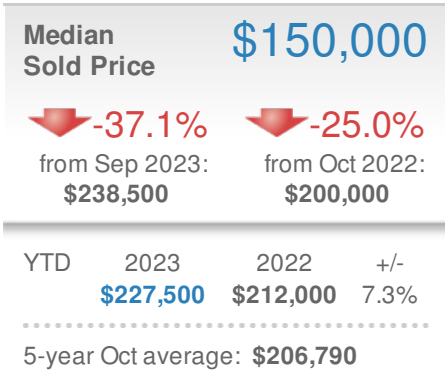 Median $150,000
Sold Price
-37.1% -25.0%
from Sep 2023: from Oct 2022:
$238,500 $200,000
YTD 2023 2022 +/-
$227,500 $212,000 7.3%
5-year Oct average: $206,790